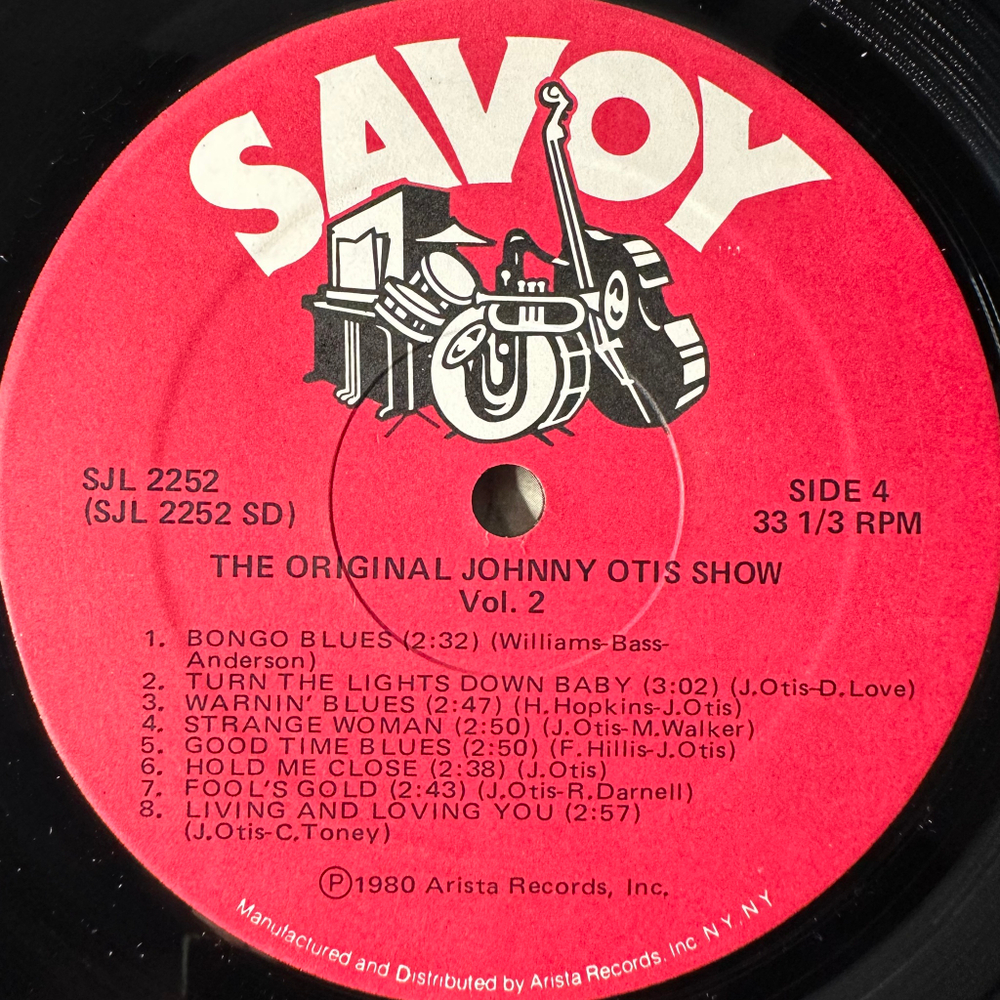 SAVOY
SJL 2252
(SJL 2252 SD)
SIDE 4
33 1/3 RPM
THE ORIGINAL JOHNNY OTIS SHOW
Vol. 2
1. BONGO BLUES (2:32) (Williams-Bass-
Anderson)
2. TURN THE LIGHTS DOWN BABY (3:02) (J.Otis-D.Love)
3. WARNIN' BLUES (2:47) (H.Hopkins-J.Otis)
4. STRANGE WOMAN (2:50) (J.Otis-M.Walker)
5. GOOD TIME BLUES (2:50) (F.Hillis-J.Otis)
6. HOLD ME CLOSE (2:38) (J.Otis)
7. FOOL'S GOLD (2:43) (J.Otis-R.Darnell)
8. LIVING AND LOVING YOU (2:57)
(J.Otis-C.Toney)
Ⓟ1980 Arista Records, Inc.
Manufactured and Distributed by Arista Records, Inc N.Y., N.Y